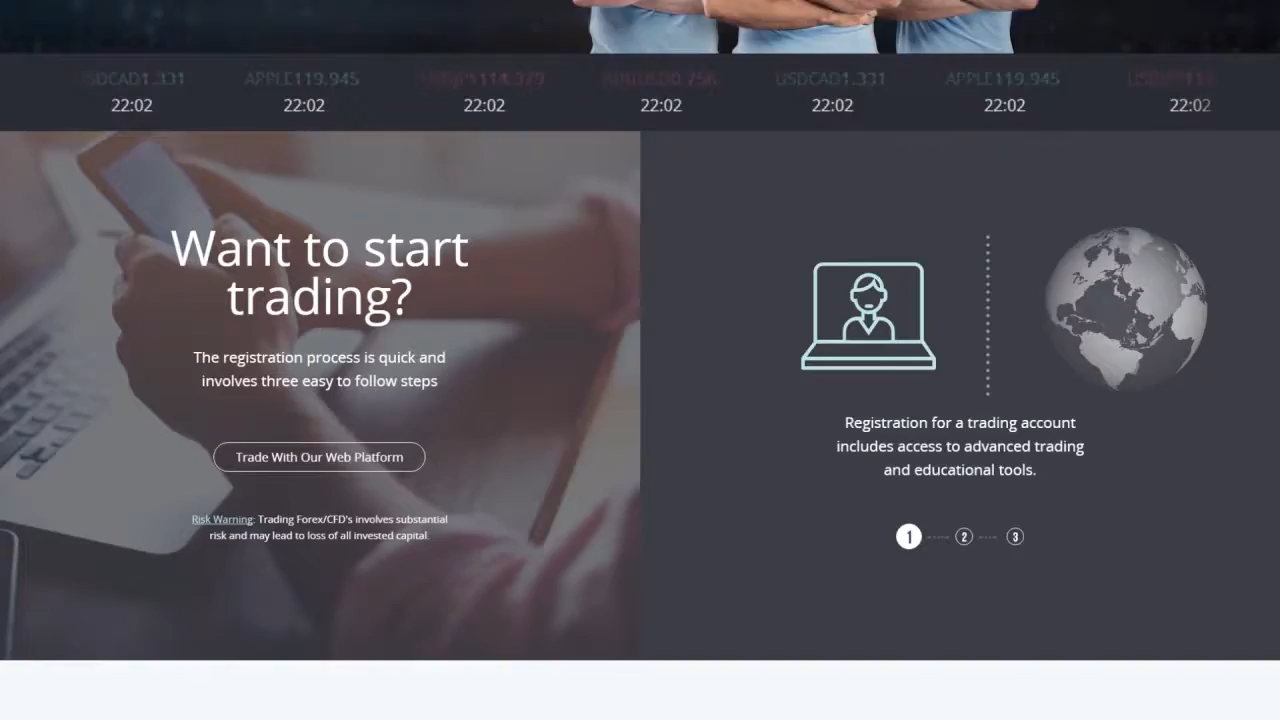 USDCAD1.331 APPLE119.945 USDCAD1.331 APPLE119.945
22:02 22:02 22:02 22:02 22:02 22:02 22:02
Want to start
trading?
The registration process is quick and
involves three easy to follow steps
Trade With Our Web Platform
Risk Warning: Trading Forex/CFD's involves substantial
risk and may lead to loss of all invested capital.
Registration for a trading account
includes access to advanced trading
and educational tools.
1 2 3